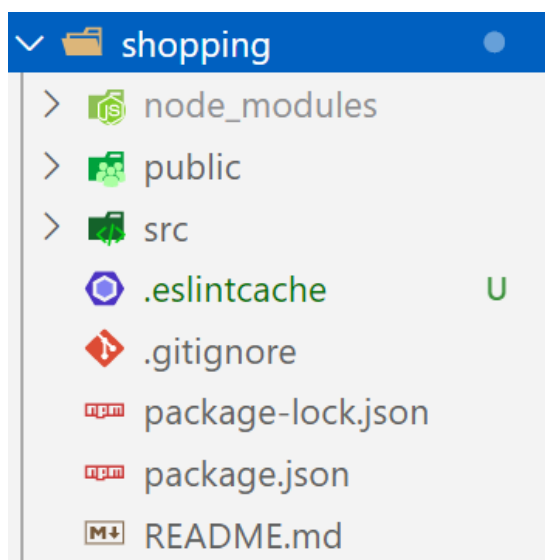 shopping
node_modules
public
src
.eslintcache U
.gitignore
package-lock.json
package.json
README.md